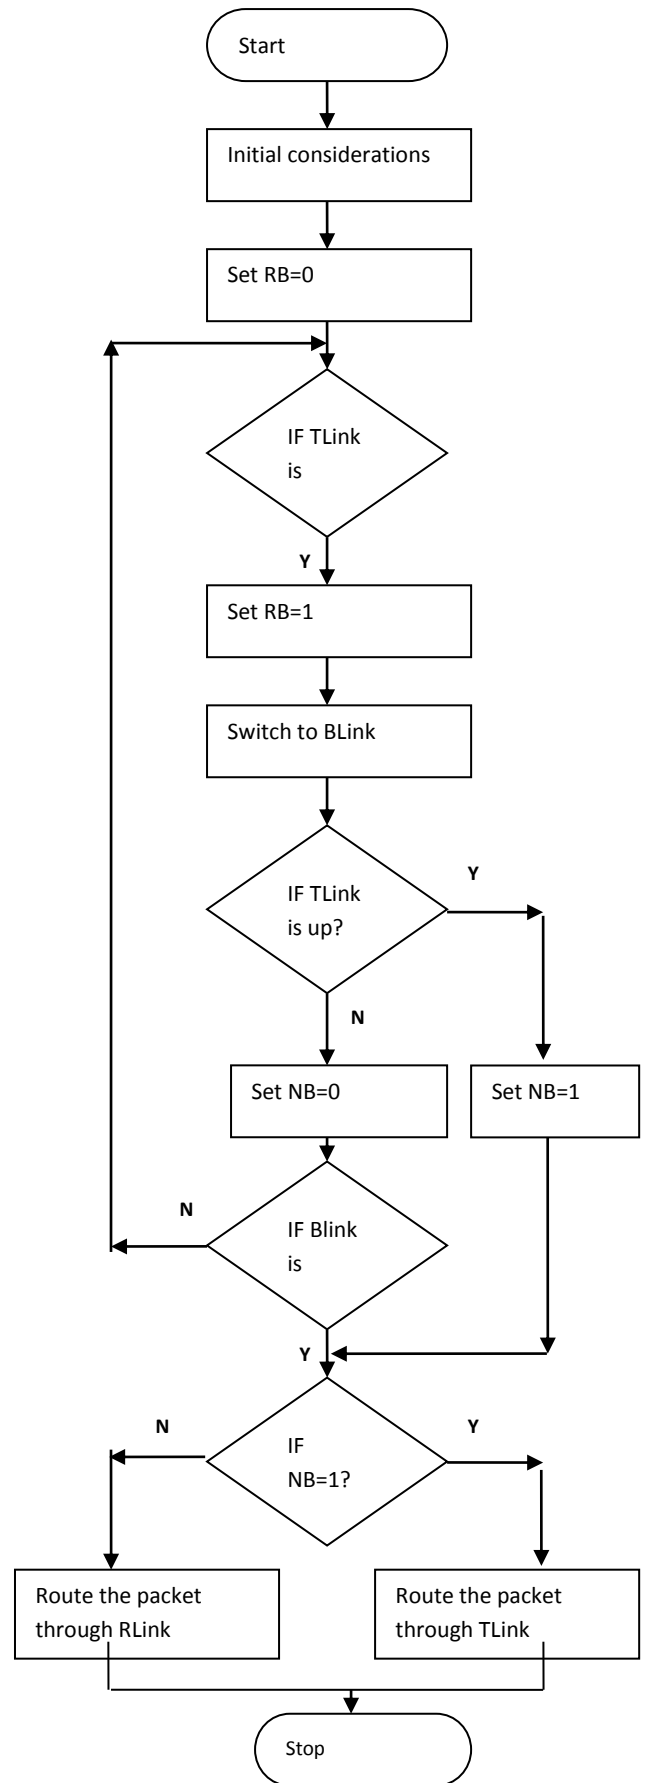 Start
Initial considerations
Set RB=0
IF TLink
is
Y
Set RB=1
Switch to BLink
IF TLink
is up?
Y
N
Set NB=0
Set NB=1
N
IF Blink
is
Y
N
IF
NB=1?
Y
Route the packet
through RLink
Route the packet
through TLink
Stop